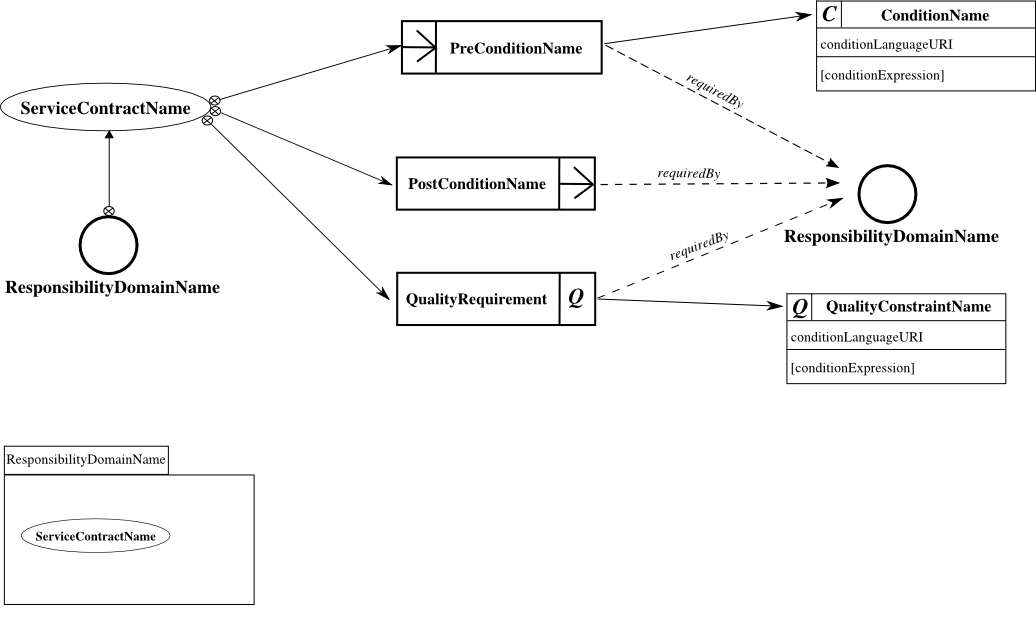 C ConditionName
PreConditionName
conditionLanguageURI
[conditionExpression]
requiredBy
ServiceContractName
PostConditionName
requiredBy
ResponsibilityDomainName
requiredBy
ResponsibilityDomainName
QualityRequirement Q
Q QualityConstraintName
conditionLanguageURI
[conditionExpression]
ResponsibilityDomainName
ServiceContractName